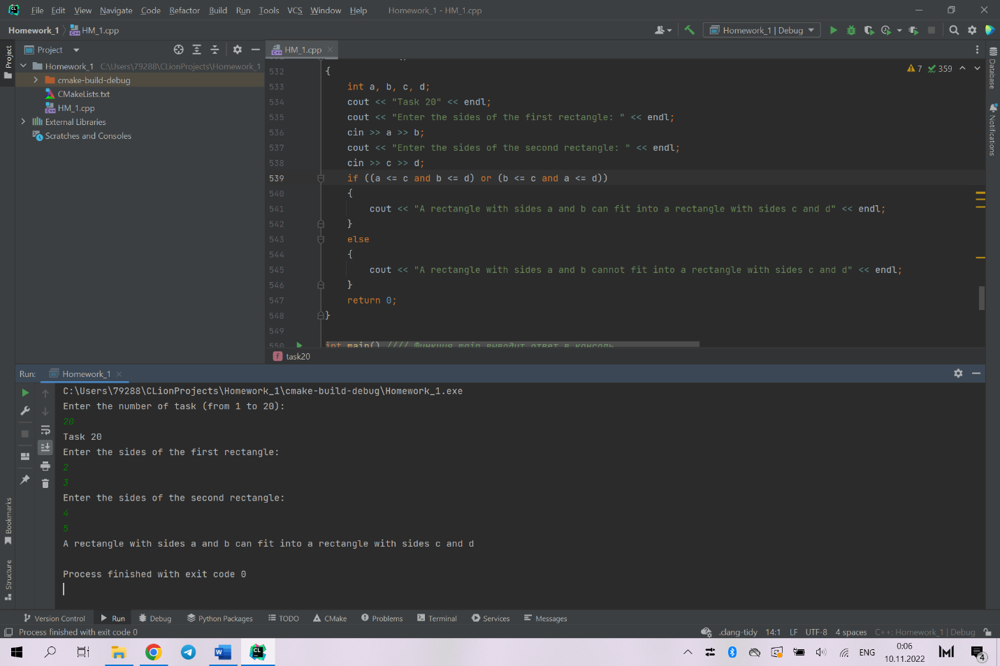 File Edit View Navigate Code Refactor Build Run Tools VCS Window Help Homework_1 - HM_1.cpp
Homework_1 HM_1.cpp Homework_1 | Debug
Project HM_1.cpp
Project
Homework_1 C:\Users\79288\CLionProjects\Homework_1
cmake-build-debug
CMakeLists.txt
HM_1.cpp
External Libraries
Scratches and Consoles
7 359
532 {
533 int a, b, c, d;
534 cout << "Task 20" << endl;
535 cout << "Enter the sides of the first rectangle: " << endl;
536 cin >> a >> b;
537 cout << "Enter the sides of the second rectangle: " << endl;
538 cin >> c >> d;
539 if ((a <= c and b <= d) or (b <= c and a <= d))
540 {
541 cout << "A rectangle with sides a and b can fit into a rectangle with sides c and d" << endl;
542 }
543 else
544 {
545 cout << "A rectangle with sides a and b cannot fit into a rectangle with sides c and d" << endl;
546 }
547 return 0;
548 }
549
550 int main() //// Функция main выводит ответ в консоль
f task20
Database
Notifications
Run: Homework_1
C:\Users\79288\CLionProjects\Homework_1\cmake-build-debug\Homework_1.exe
Enter the number of task (from 1 to 20):
20
Task 20
Enter the sides of the first rectangle:
2
3
Enter the sides of the second rectangle:
4
5
A rectangle with sides a and b can fit into a rectangle with sides c and d
Process finished with exit code 0
Bookmarks
Structure
Version Control Run Debug Python Packages TODO CMake Problems Terminal Services Messages
Process finished with exit code 0 .clang-tidy 14:1 LF UTF-8 4 spaces C++: Homework_1 | Debug
CL ENG 0:06
10.11.2022 4